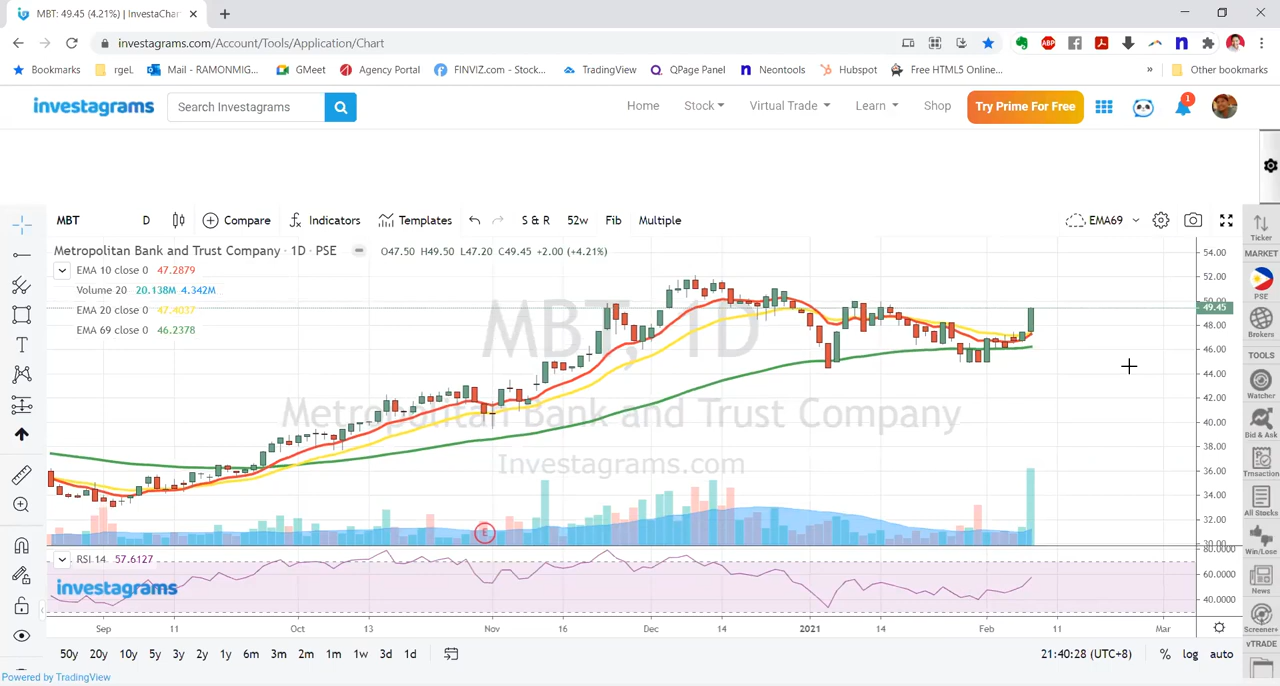 MBT: 49.45 (4.21%) | InvestaChar
investagrams.com/Account/Tools/Application/Chart
ABP
Bookmarks rgeL Mail - RAMONMIG... GMeet Agency Portal FINVIZ.com - Stock... TradingView QPage Panel Neontools Hubspot Free HTML5 Online... » Other bookmarks
investagrams Search Investagrams Home Stock Virtual Trade Learn Shop Try Prime For Free 1
MBT D Compare Indicators Templates S & R 52w Fib Multiple EMA69
Metropolitan Bank and Trust Company · 1D · PSE O47.50 H49.50 L47.20 C49.45 +2.00 (+4.21%)
EMA 10 close 0 47.2879
Volume 20 20.138M 4.342M
EMA 20 close 0 47.4037
EMA 69 close 0 46.2378
MBT, 1D
Metropolitan Bank and Trust Company
Investagrams.com
E
54.00
52.00
50.00
49.45
48.00
46.00
44.00
42.00
40.00
38.00
36.00
34.00
32.00
30.00
RSI 14 57.6127
investagrams
80.0000
60.0000
40.0000
Sep 11 Oct 13 Nov 16 Dec 14 2021 14 Feb 11 Mar
50y 20y 10y 5y 3y 2y 1y 6m 3m 2m 1m 1w 3d 1d 21:40:28 (UTC+8) % log auto
Powered by TradingView
Ticker
MARKET
PSE
Brokers
TOOLS
Watcher
Bid & Ask
Trnsaction
All Stocks
Win/Lose
News
Screener+
vTRADE